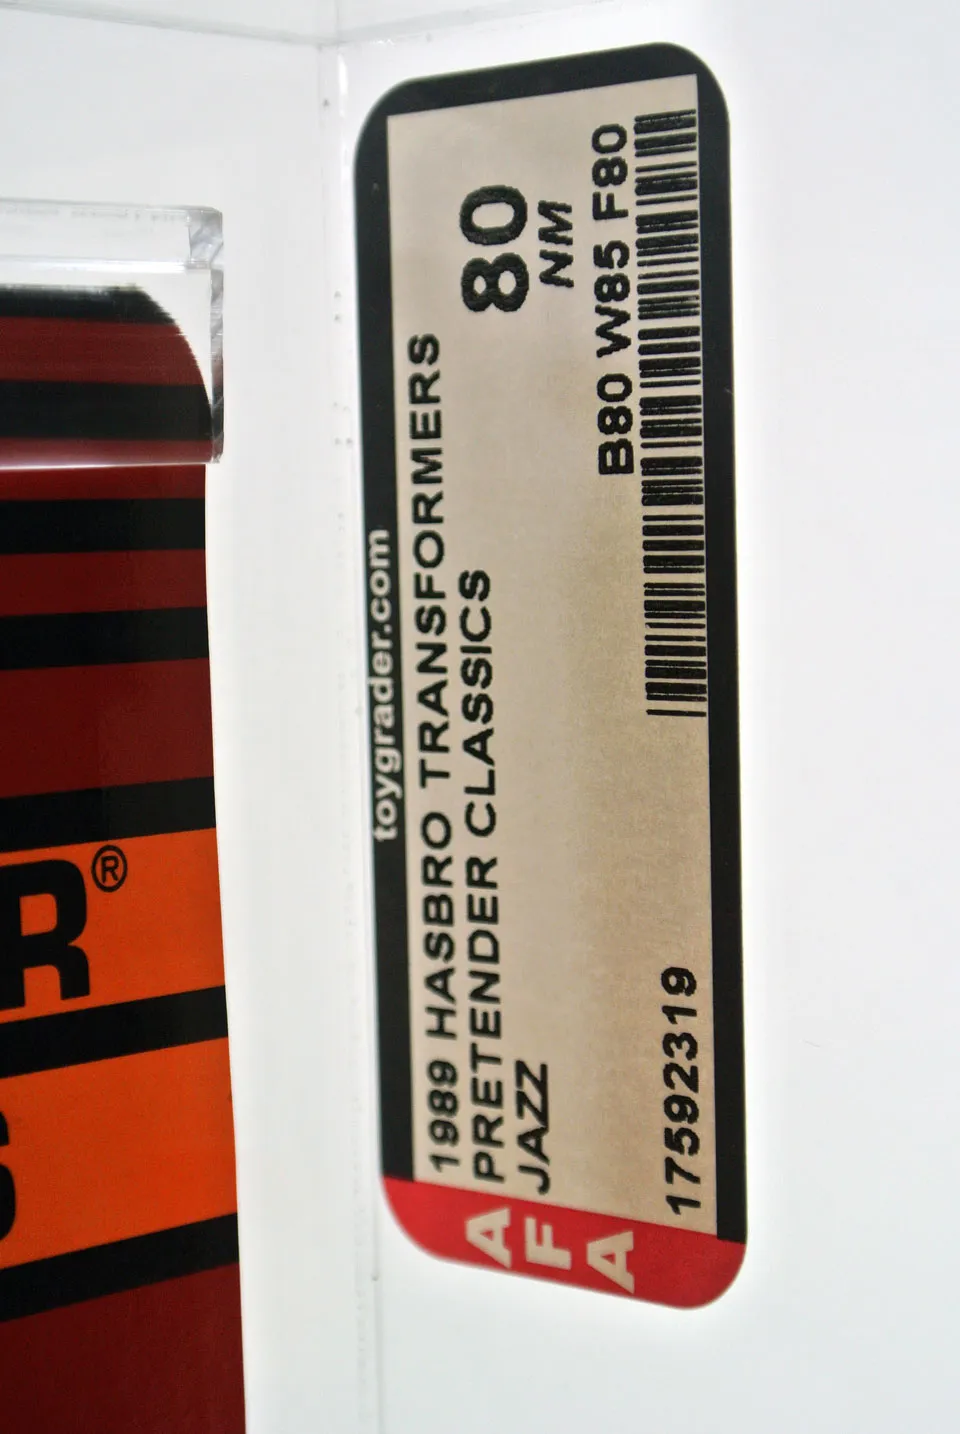 toygrader.com
1989 HASBRO TRANSFORMERS
PRETENDER CLASSICS
JAZZ
80
NM
B80 W85 F80
17592319
AFA
R®
S